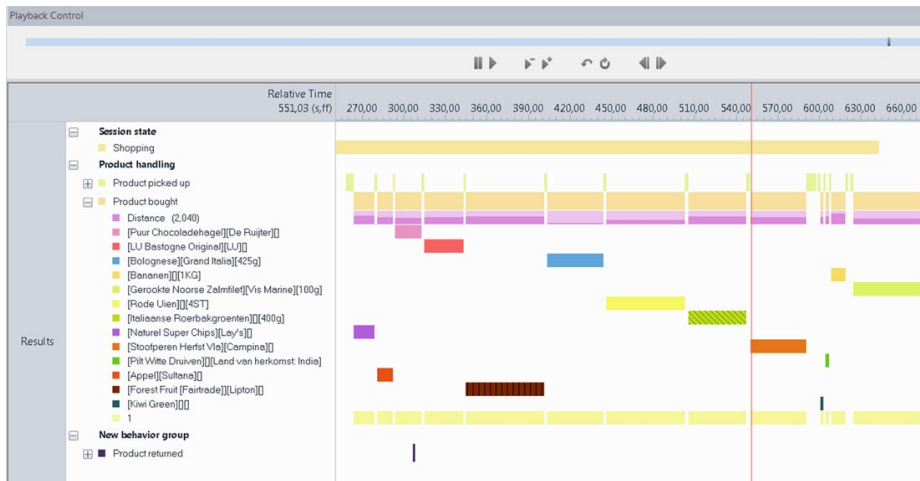 Playback Control
Relative Time
551,03 (s,ff)
270,00 300,00 330,00 360,00 390,00 420,00 450,00 480,00 510,00 540,00 570,00 600,00 630,00 660,00
Results
Session state
Shopping
Product handling
Product picked up
Product bought
Distance (2,040)
[Puur Chocoladehagel][De Ruijter][]
[LU Bastogne Original][LU][]
[Bolognese][Grand Italia][425g]
[Bananen][][1KG]
[Gerookte Noorse Zalmfilet][Vis Marine][100g]
[Rode Uien][][4ST]
[Italiaanse Roerbakgroenten][][400g]
[Naturel Super Chips][Lay's][]
[Stoofperen Herfst Vla][Campina][]
[Pilt Witte Druiven][][Land van herkomst: India]
[Appel][Sultana][]
[Forest Fruit [Fairtrade]][Lipton][]
[Kiwi Green][][]
1
New behavior group
Product returned